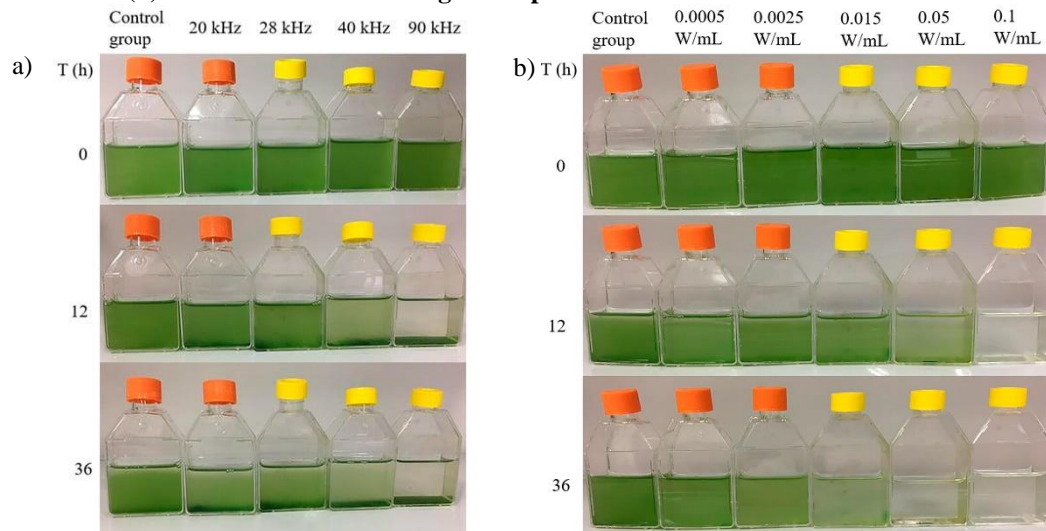 a)
Control group
20 kHz
28 kHz
40 kHz
90 kHz
T (h)
0
12
36
b)
T (h)
Control group
0.0005 W/mL
0.0025 W/mL
0.015 W/mL
0.05 W/mL
0.1 W/mL
0
12
36